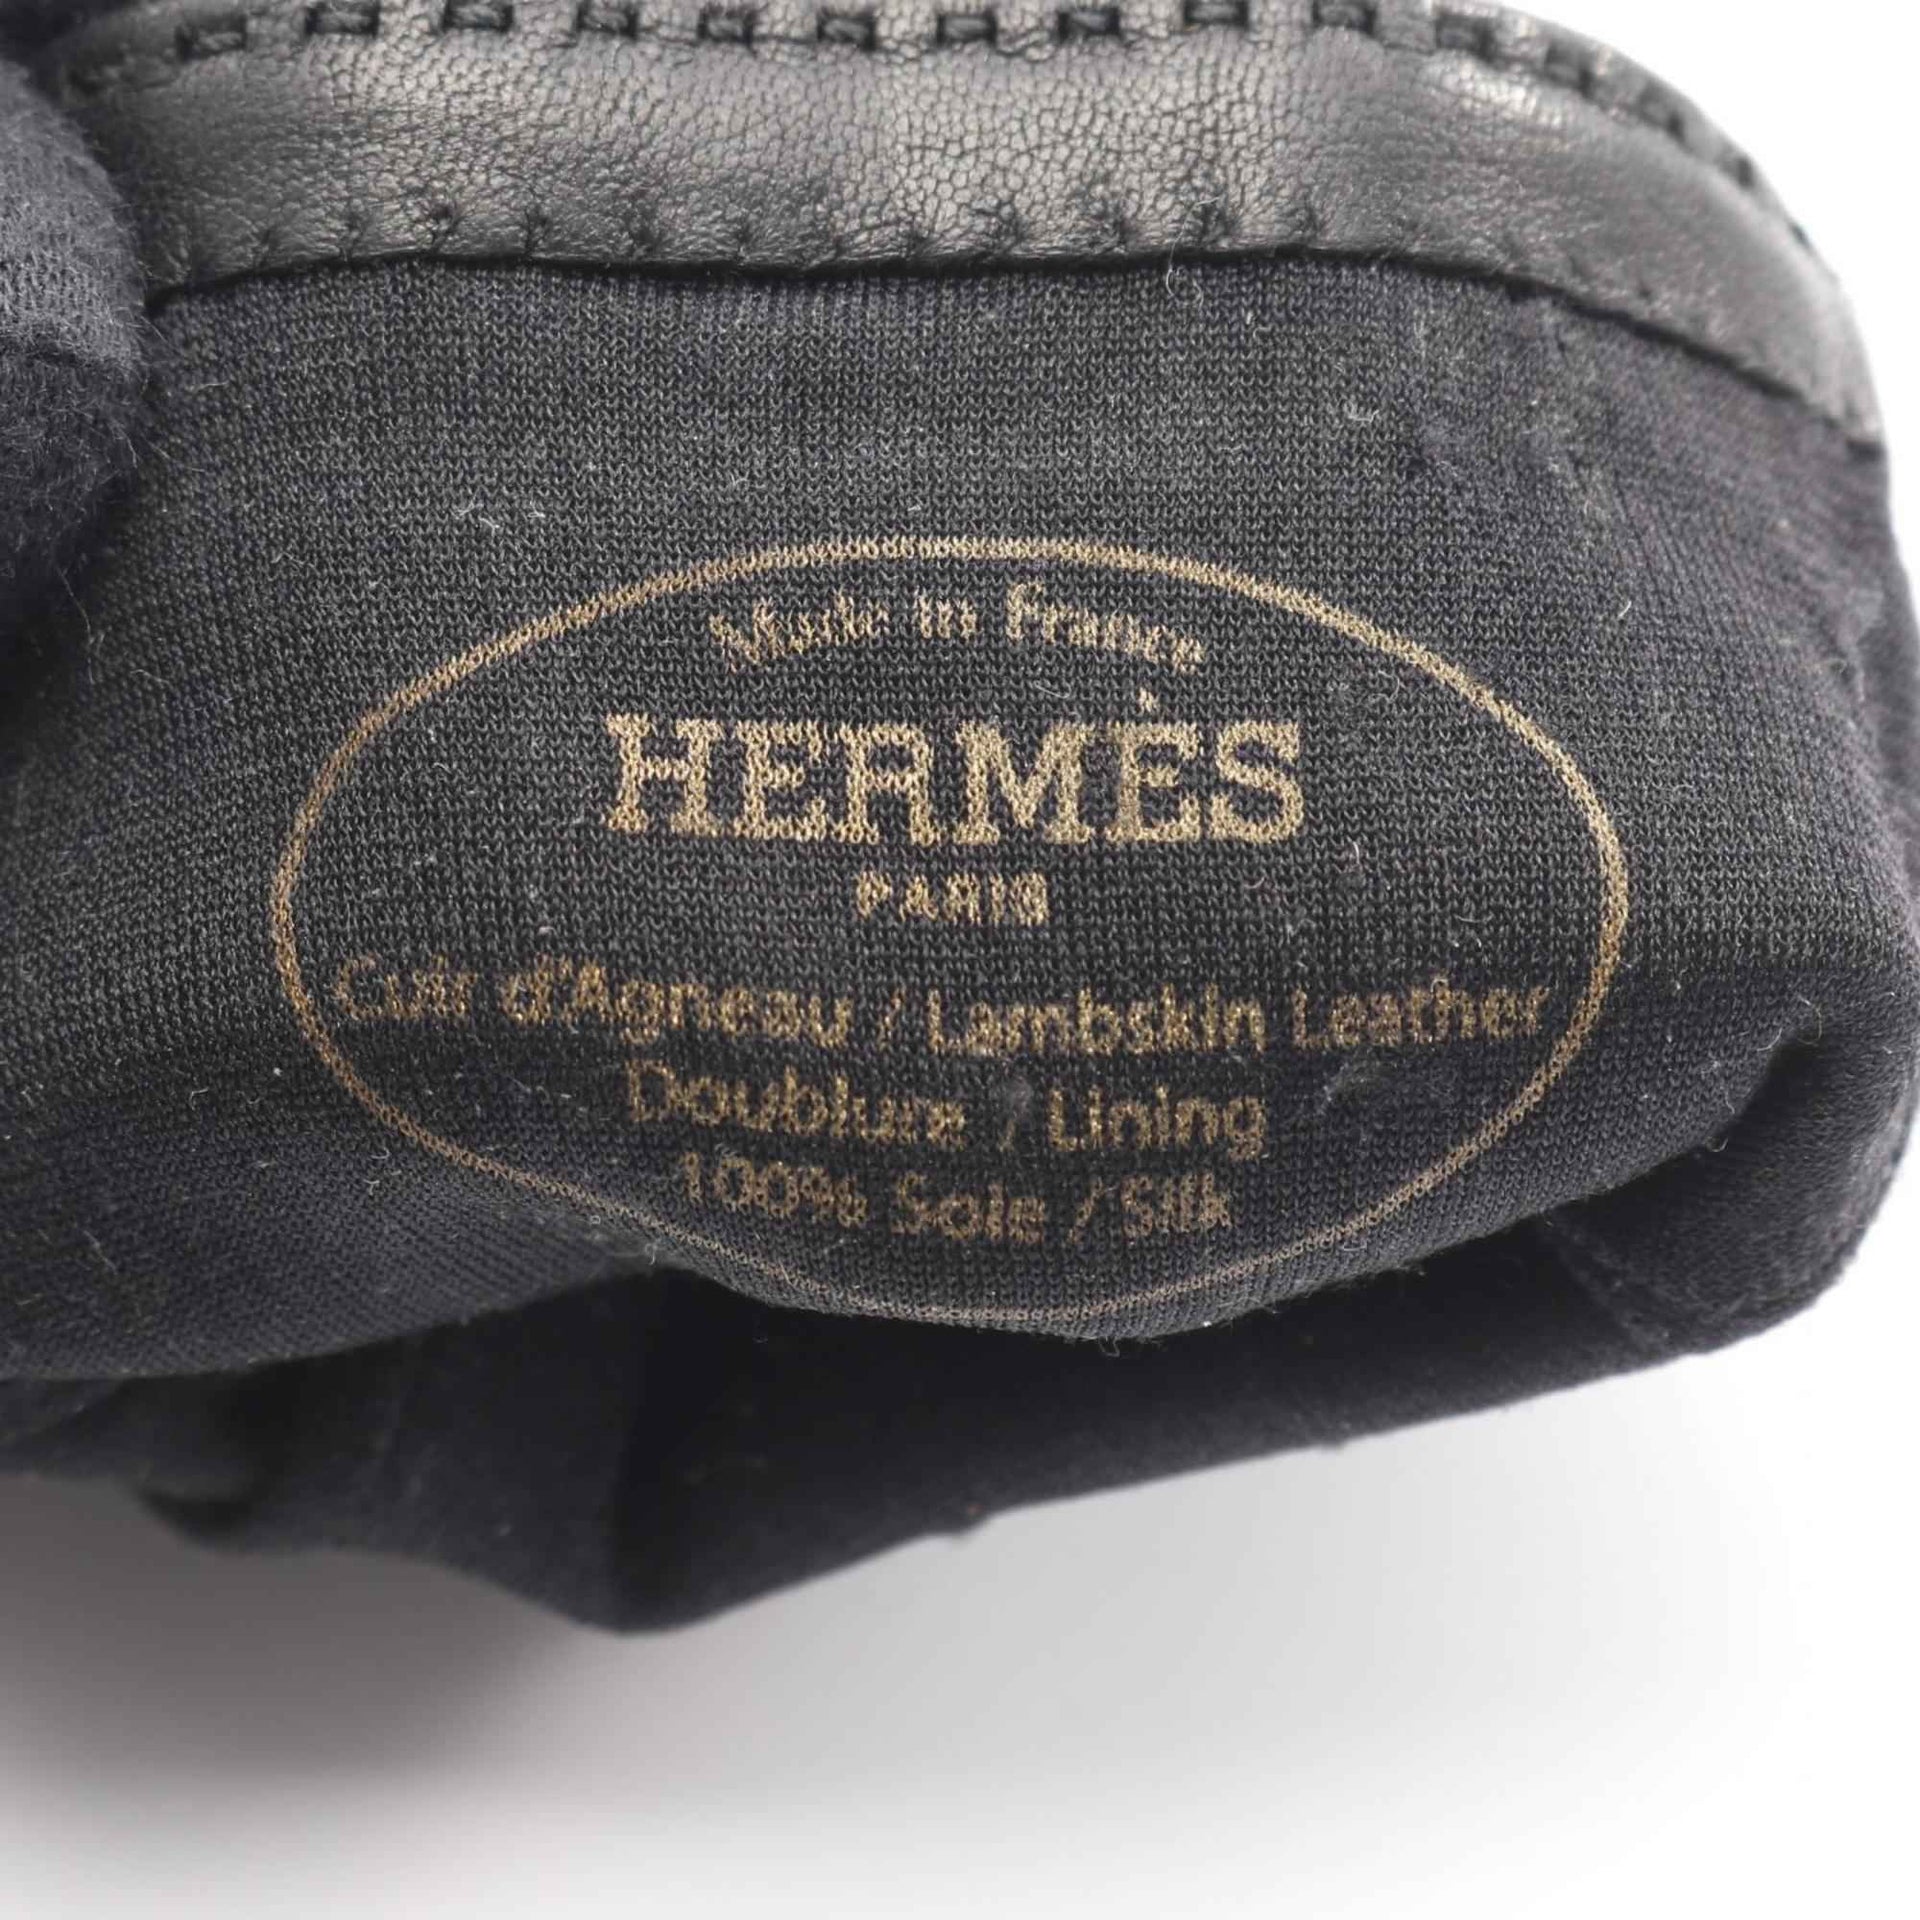 Made in France
HERMÈS
PARIS
Cuir d'Agneau / Lambskin Leather
Doublure / Lining
100% Soie / Silk